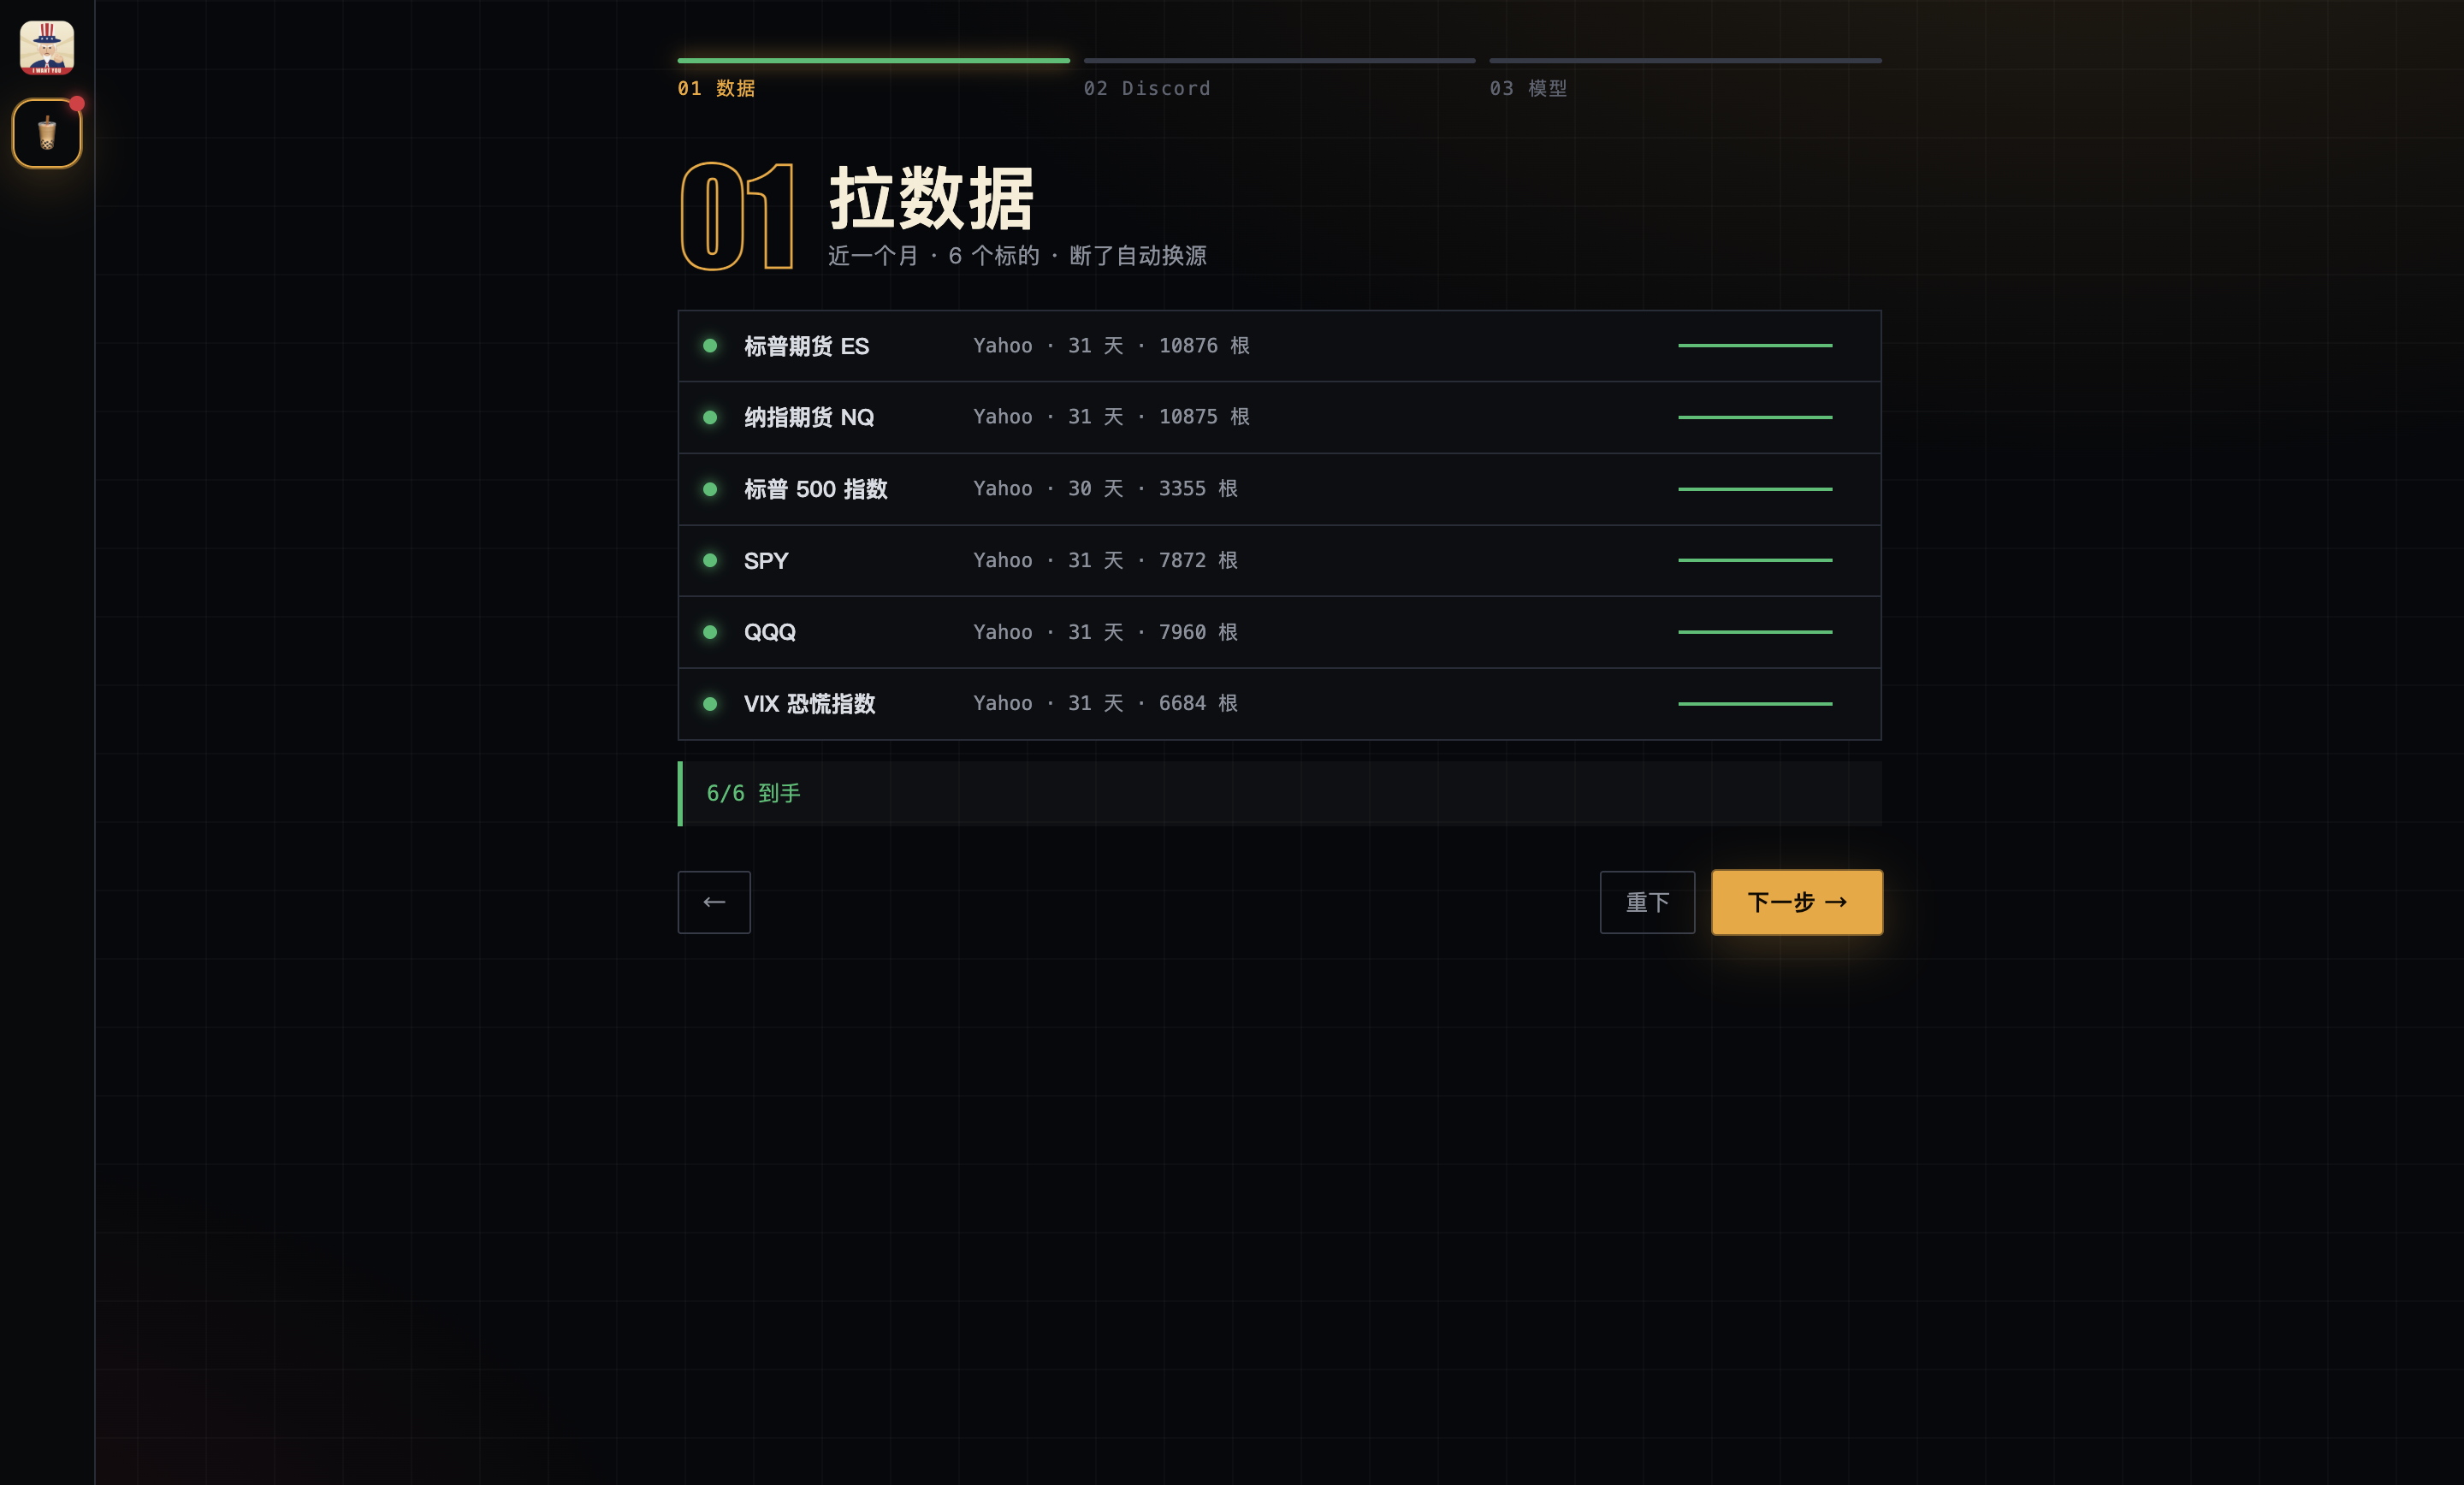 I WANT YOU
01 数据
02 Discord
03 模型
01 拉数据
近一个月 · 6 个标的 · 断了自动换源
标普期货 ES Yahoo · 31 天 · 10876 根
纳指期货 NQ Yahoo · 31 天 · 10875 根
标普 500 指数 Yahoo · 30 天 · 3355 根
SPY Yahoo · 31 天 · 7872 根
QQQ Yahoo · 31 天 · 7960 根
VIX 恐慌指数 Yahoo · 31 天 · 6684 根
6/6 到手
←
重下
下一步 →